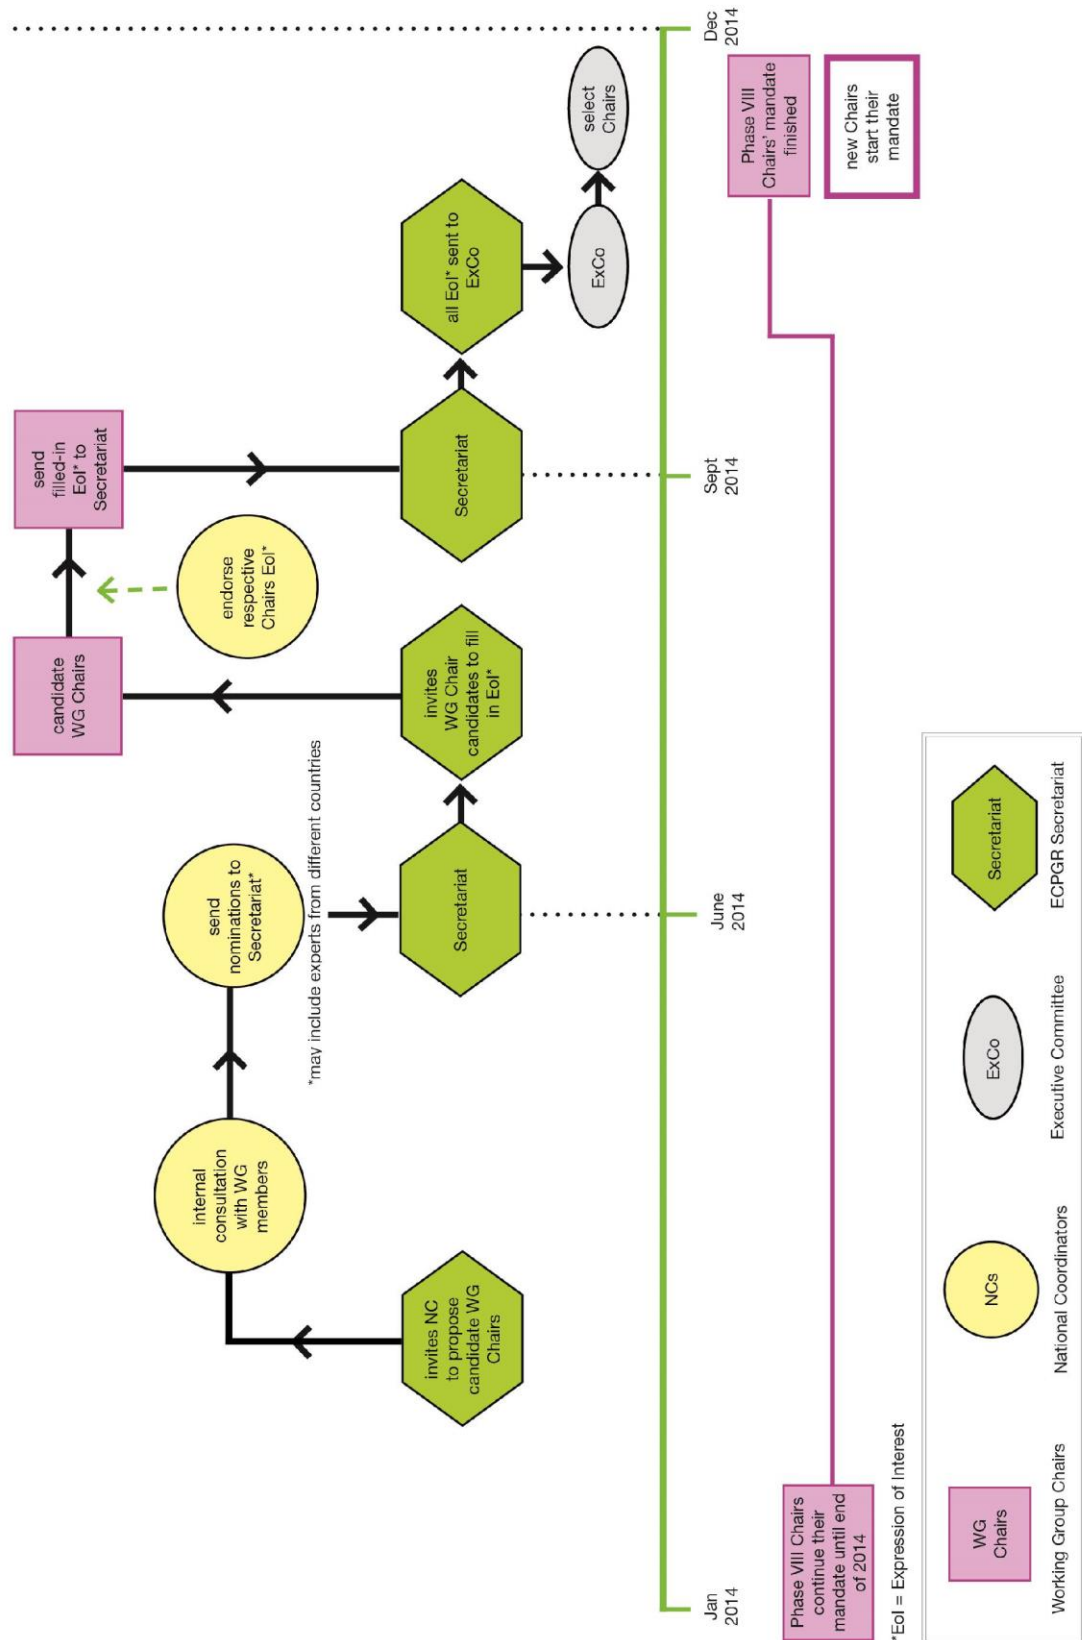 invites NC
to propose
candidate WG
Chairs
internal
consultation
with WG
members
send
nominations to
Secretariat*
*may include experts from different countries
Secretariat
invites
WG Chair
candidates to fill
in EoI*
candidate
WG Chairs
endorse
respective
Chairs EoI*
send
filled-in
EoI* to
Secretariat
Secretariat
all EoI* sent to
ExCo
ExCo
select
Chairs
Jan
2014
June
2014
Sept
2014
Dec
2014
Phase VIII Chairs
continue their
mandate until end
of 2014
Phase VIII
Chairs' mandate
finished
new Chairs
start their
mandate
*EoI = Expression of Interest
WG
Chairs
Working Group Chairs
NCs
National Coordinators
ExCo
Executive Committee
Secretariat
ECPGR Secretariat